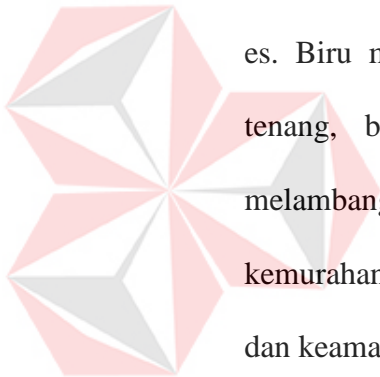 es. Biru m
tenang, b
melambang
kemurahan
dan keama